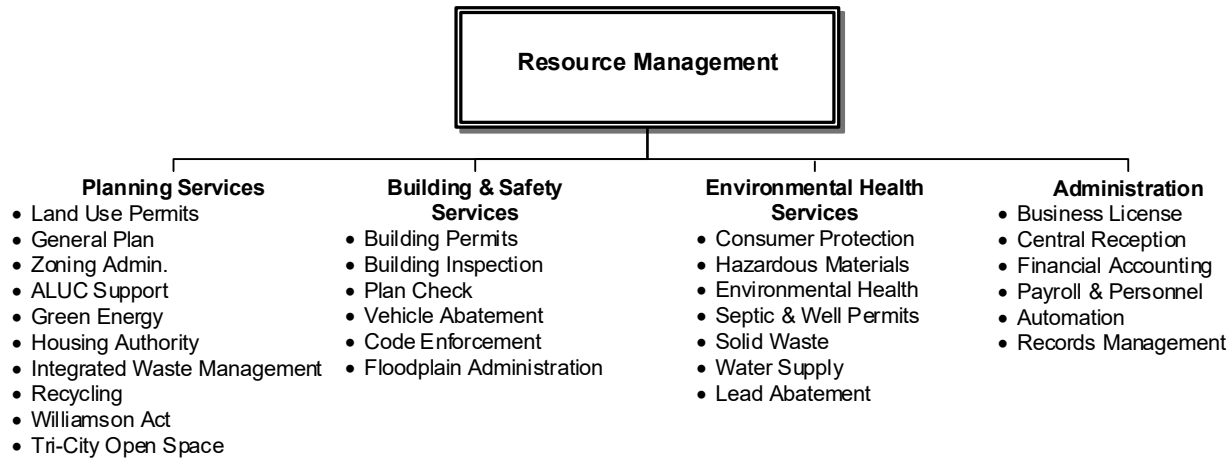 Resource Management
Planning Services
• Land Use Permits
• General Plan
• Zoning Admin.
• ALUC Support
• Green Energy
• Housing Authority
• Integrated Waste Management
• Recycling
• Williamson Act
• Tri-City Open Space
Building & Safety
Services
• Building Permits
• Building Inspection
• Plan Check
• Vehicle Abatement
• Code Enforcement
• Floodplain Administration
Environmental Health
Services
• Consumer Protection
• Hazardous Materials
• Environmental Health
• Septic & Well Permits
• Solid Waste
• Water Supply
• Lead Abatement
Administration
• Business License
• Central Reception
• Financial Accounting
• Payroll & Personnel
• Automation
• Records Management